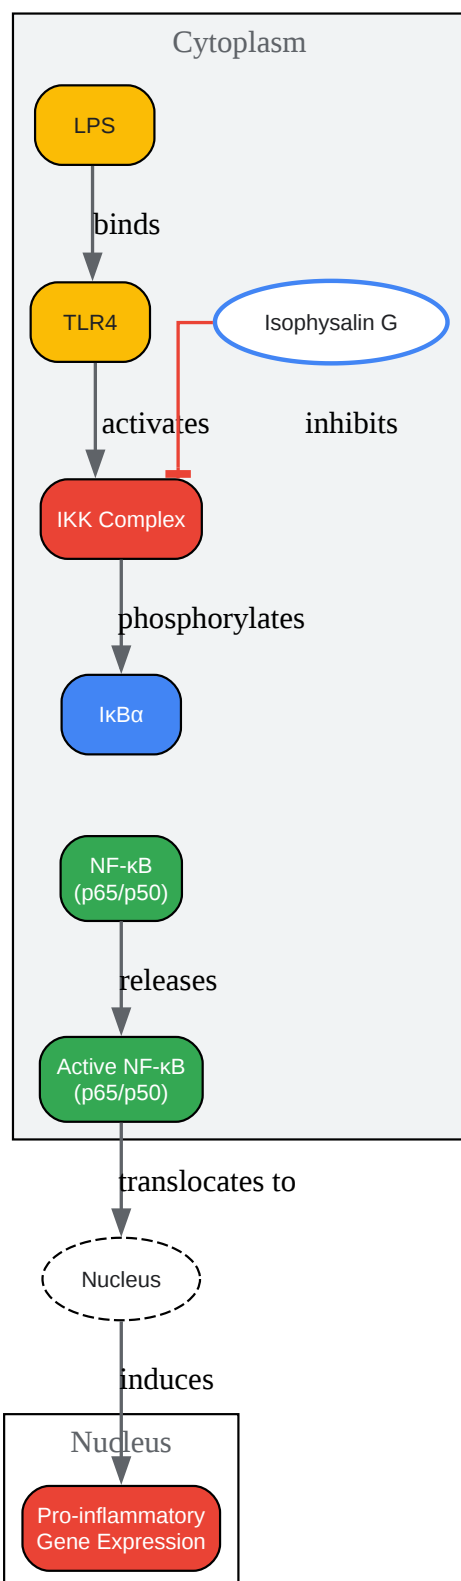 Cytoplasm
LPS
binds
TLR4
Isophysalin G
activates
inhibits
IKK Complex
phosphorylates
IκBα
NF-κB
(p65/p50)
releases
Active NF-κB
(p65/p50)
translocates to
Nucleus
induces
Nucleus
Pro-inflammatory
Gene Expression